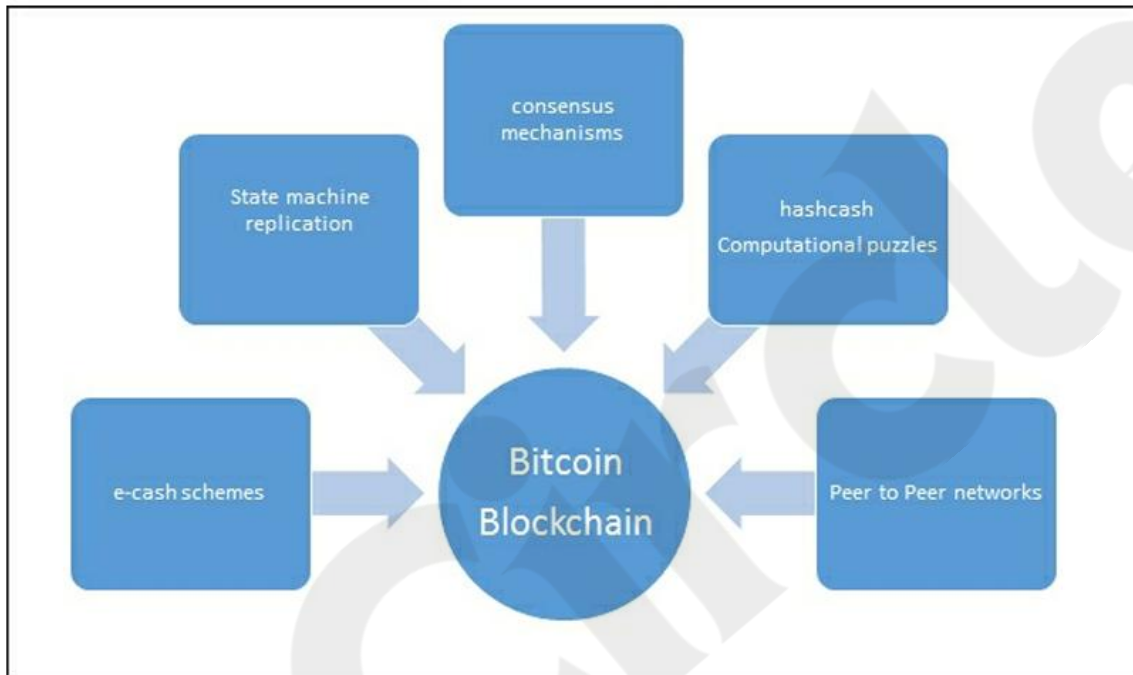 consensus
mechanisms
State machine
replication
hashcash
Computational puzzles
e-cash schemes
Bitcoin
Blockchain
Peer to Peer networks